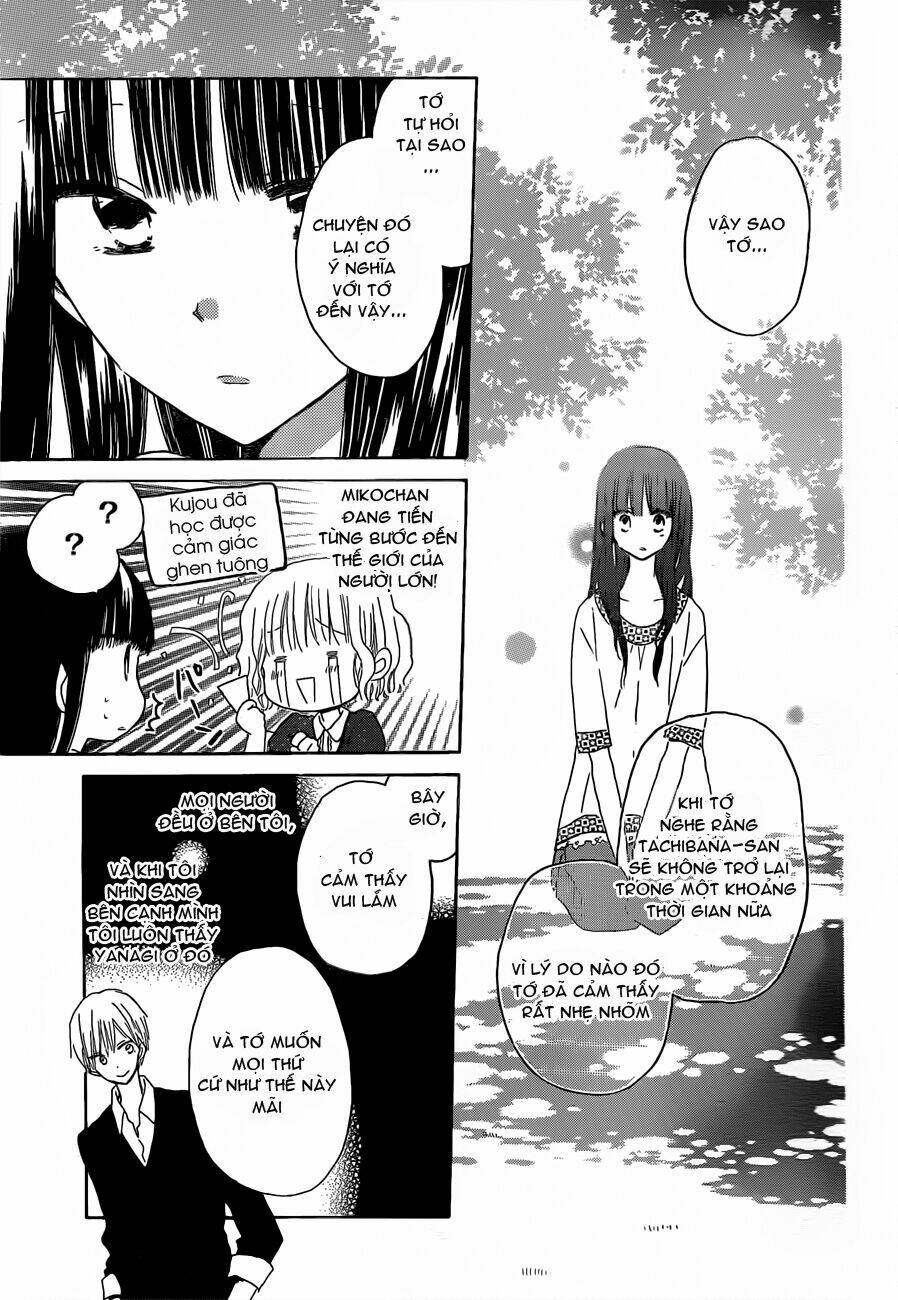 VẬY SAO
TỚ...
KHI TỚ
NGHE RẰNG
TACHIBANA-SAN
SẼ KHÔNG TRỞ LẠI
TRONG MỘT KHOẢNG
THỜI GIAN NỮA
VÌ LÝ DO NÀO ĐÓ
TỚ ĐÃ CẢM THẤY
RẤT NHẸ NHÕM
TỚ
TỰ HỎI
TẠI SAO
...
CHUYỆN ĐÓ
LẠI CÓ
Ý NGHĨA
VỚI TỚ
ĐẾN VẬY...
MIKOCHAN
ĐANG TIẾN
TỪNG BƯỚC ĐẾN
THẾ GIỚI CỦA
NGƯỜI LỚN!
Kujou đã
học được
cảm giác
ghen tuông
? ?
BÂY
GIỜ,
TỚ
CẢM THẤY
VUI LẮM
MỌI NGƯỜI
ĐỀU Ở BÊN TÔI,
VÀ KHI TÔI
NHÌN SANG
BÊN CẠNH MÌNH
TÔI LUÔN THẤY
YANAGI Ở ĐÓ
VÀ TỚ MUỐN
MỌI THỨ
CỨ NHƯ THẾ NÀY
MÃI